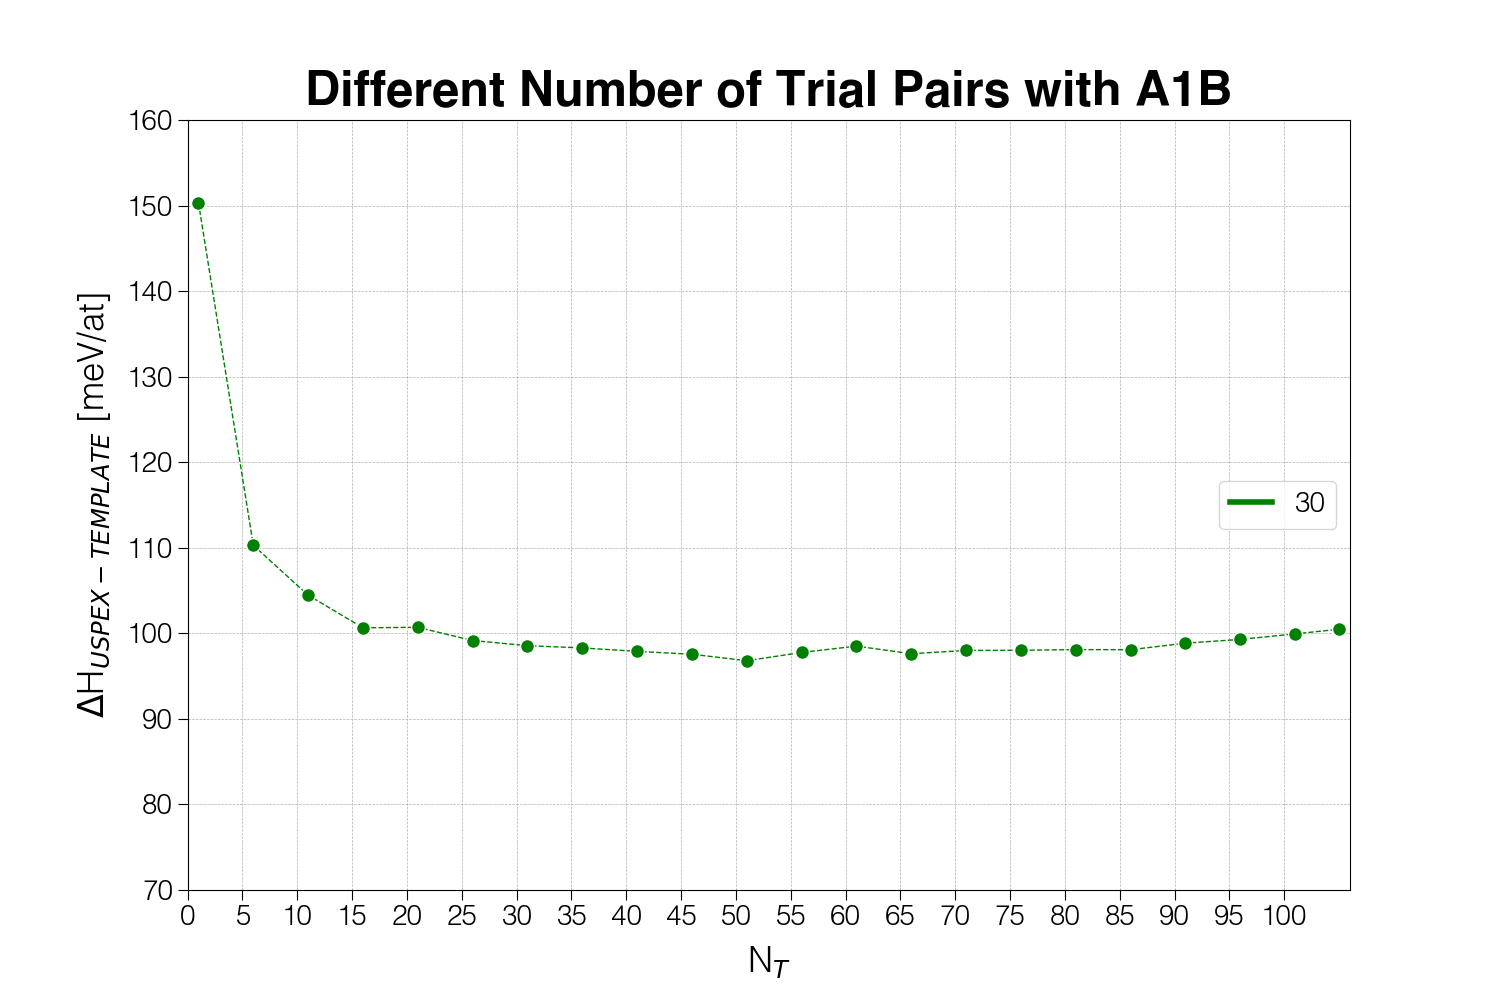 Different Number of Trial Pairs with A1B
160
150
140
130
120
110
100
90
80
70
ΔH_{USPEX − TEMPLATE} [meV/at]
30
0 5 10 15 20 25 30 35 40 45 50 55 60 65 70 75 80 85 90 95 100
N_T